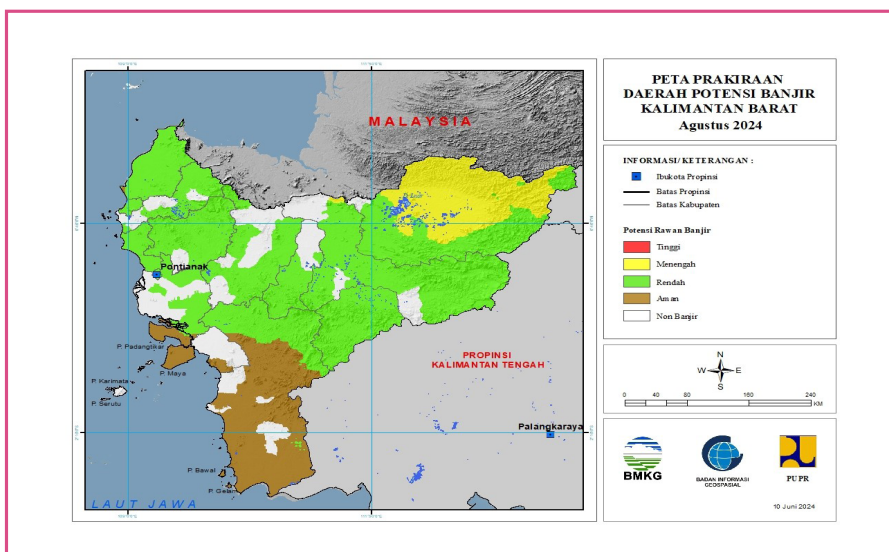 PETA PRAKIRAAN
DAERAH POTENSI BANJIR
KALIMANTAN BARAT
Agustus 2024
INFORMASI/KETERANGAN :
Ibukota Propinsi
Batas Propinsi
Batas Kabupaten
Potensi Rawan Banjir
Tinggi
Menengah
Rendah
Aman
Non Banjir
N
W E
S
0 40 80 160 240
KM
BMKG
BADAN INFORMASI
GEOSPASIAL
PUPR
10 Juni 2024
MALAYSIA
Pontianak
P. Padangtikar
P. Maya
P. Karimata
P. Serutu
PROPINSI
KALIMANTAN TENGAH
Palangkaraya
P. Bawal
P. Gelam
LAUT JAWA